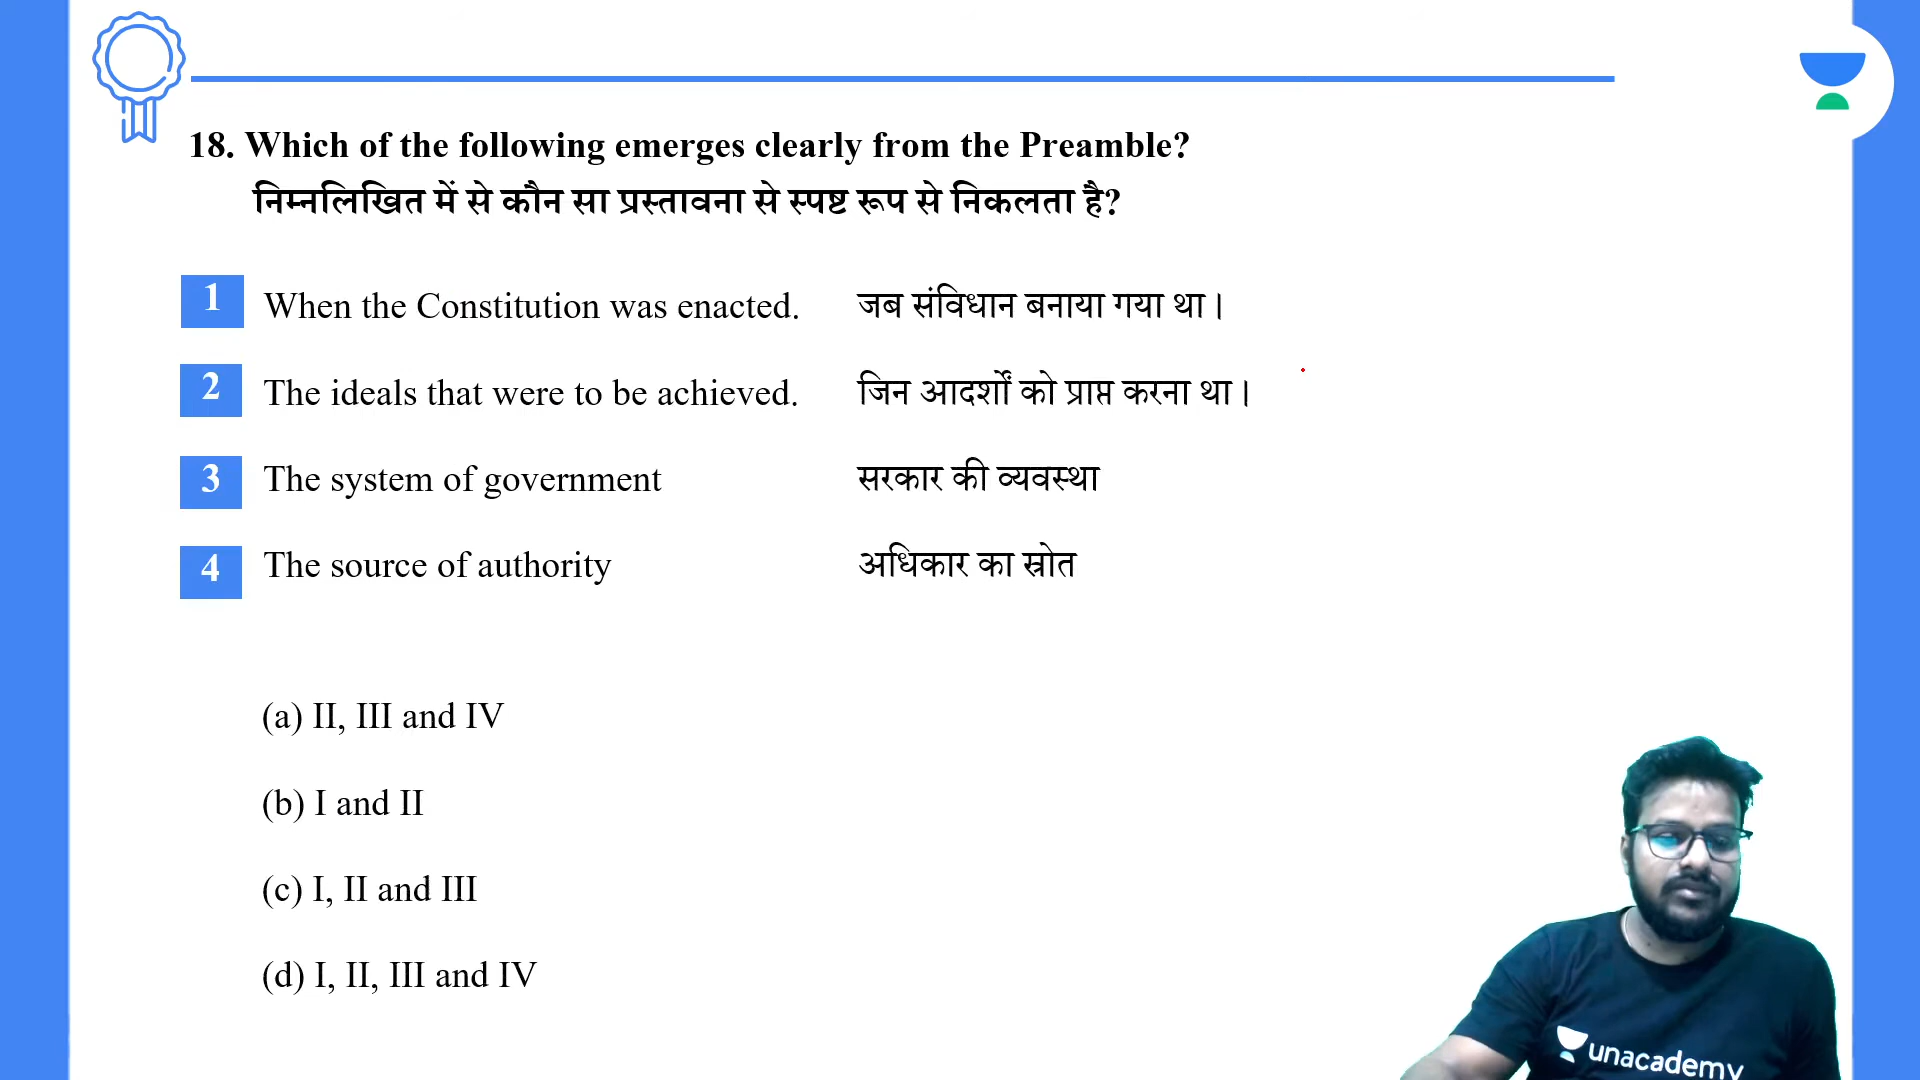 18. Which of the following emerges clearly from the Preamble?
निम्नलिखित में से कौन सा प्रस्तावना से स्पष्ट रूप से निकलता है?
1 When the Constitution was enacted. जब संविधान बनाया गया था।
2 The ideals that were to be achieved. जिन आदर्शों को प्राप्त करना था।
3 The system of government सरकार की व्यवस्था
4 The source of authority अधिकार का स्रोत
(a) II, III and IV
(b) I and II
(c) I, II and III
(d) I, II, III and IV
unacademy